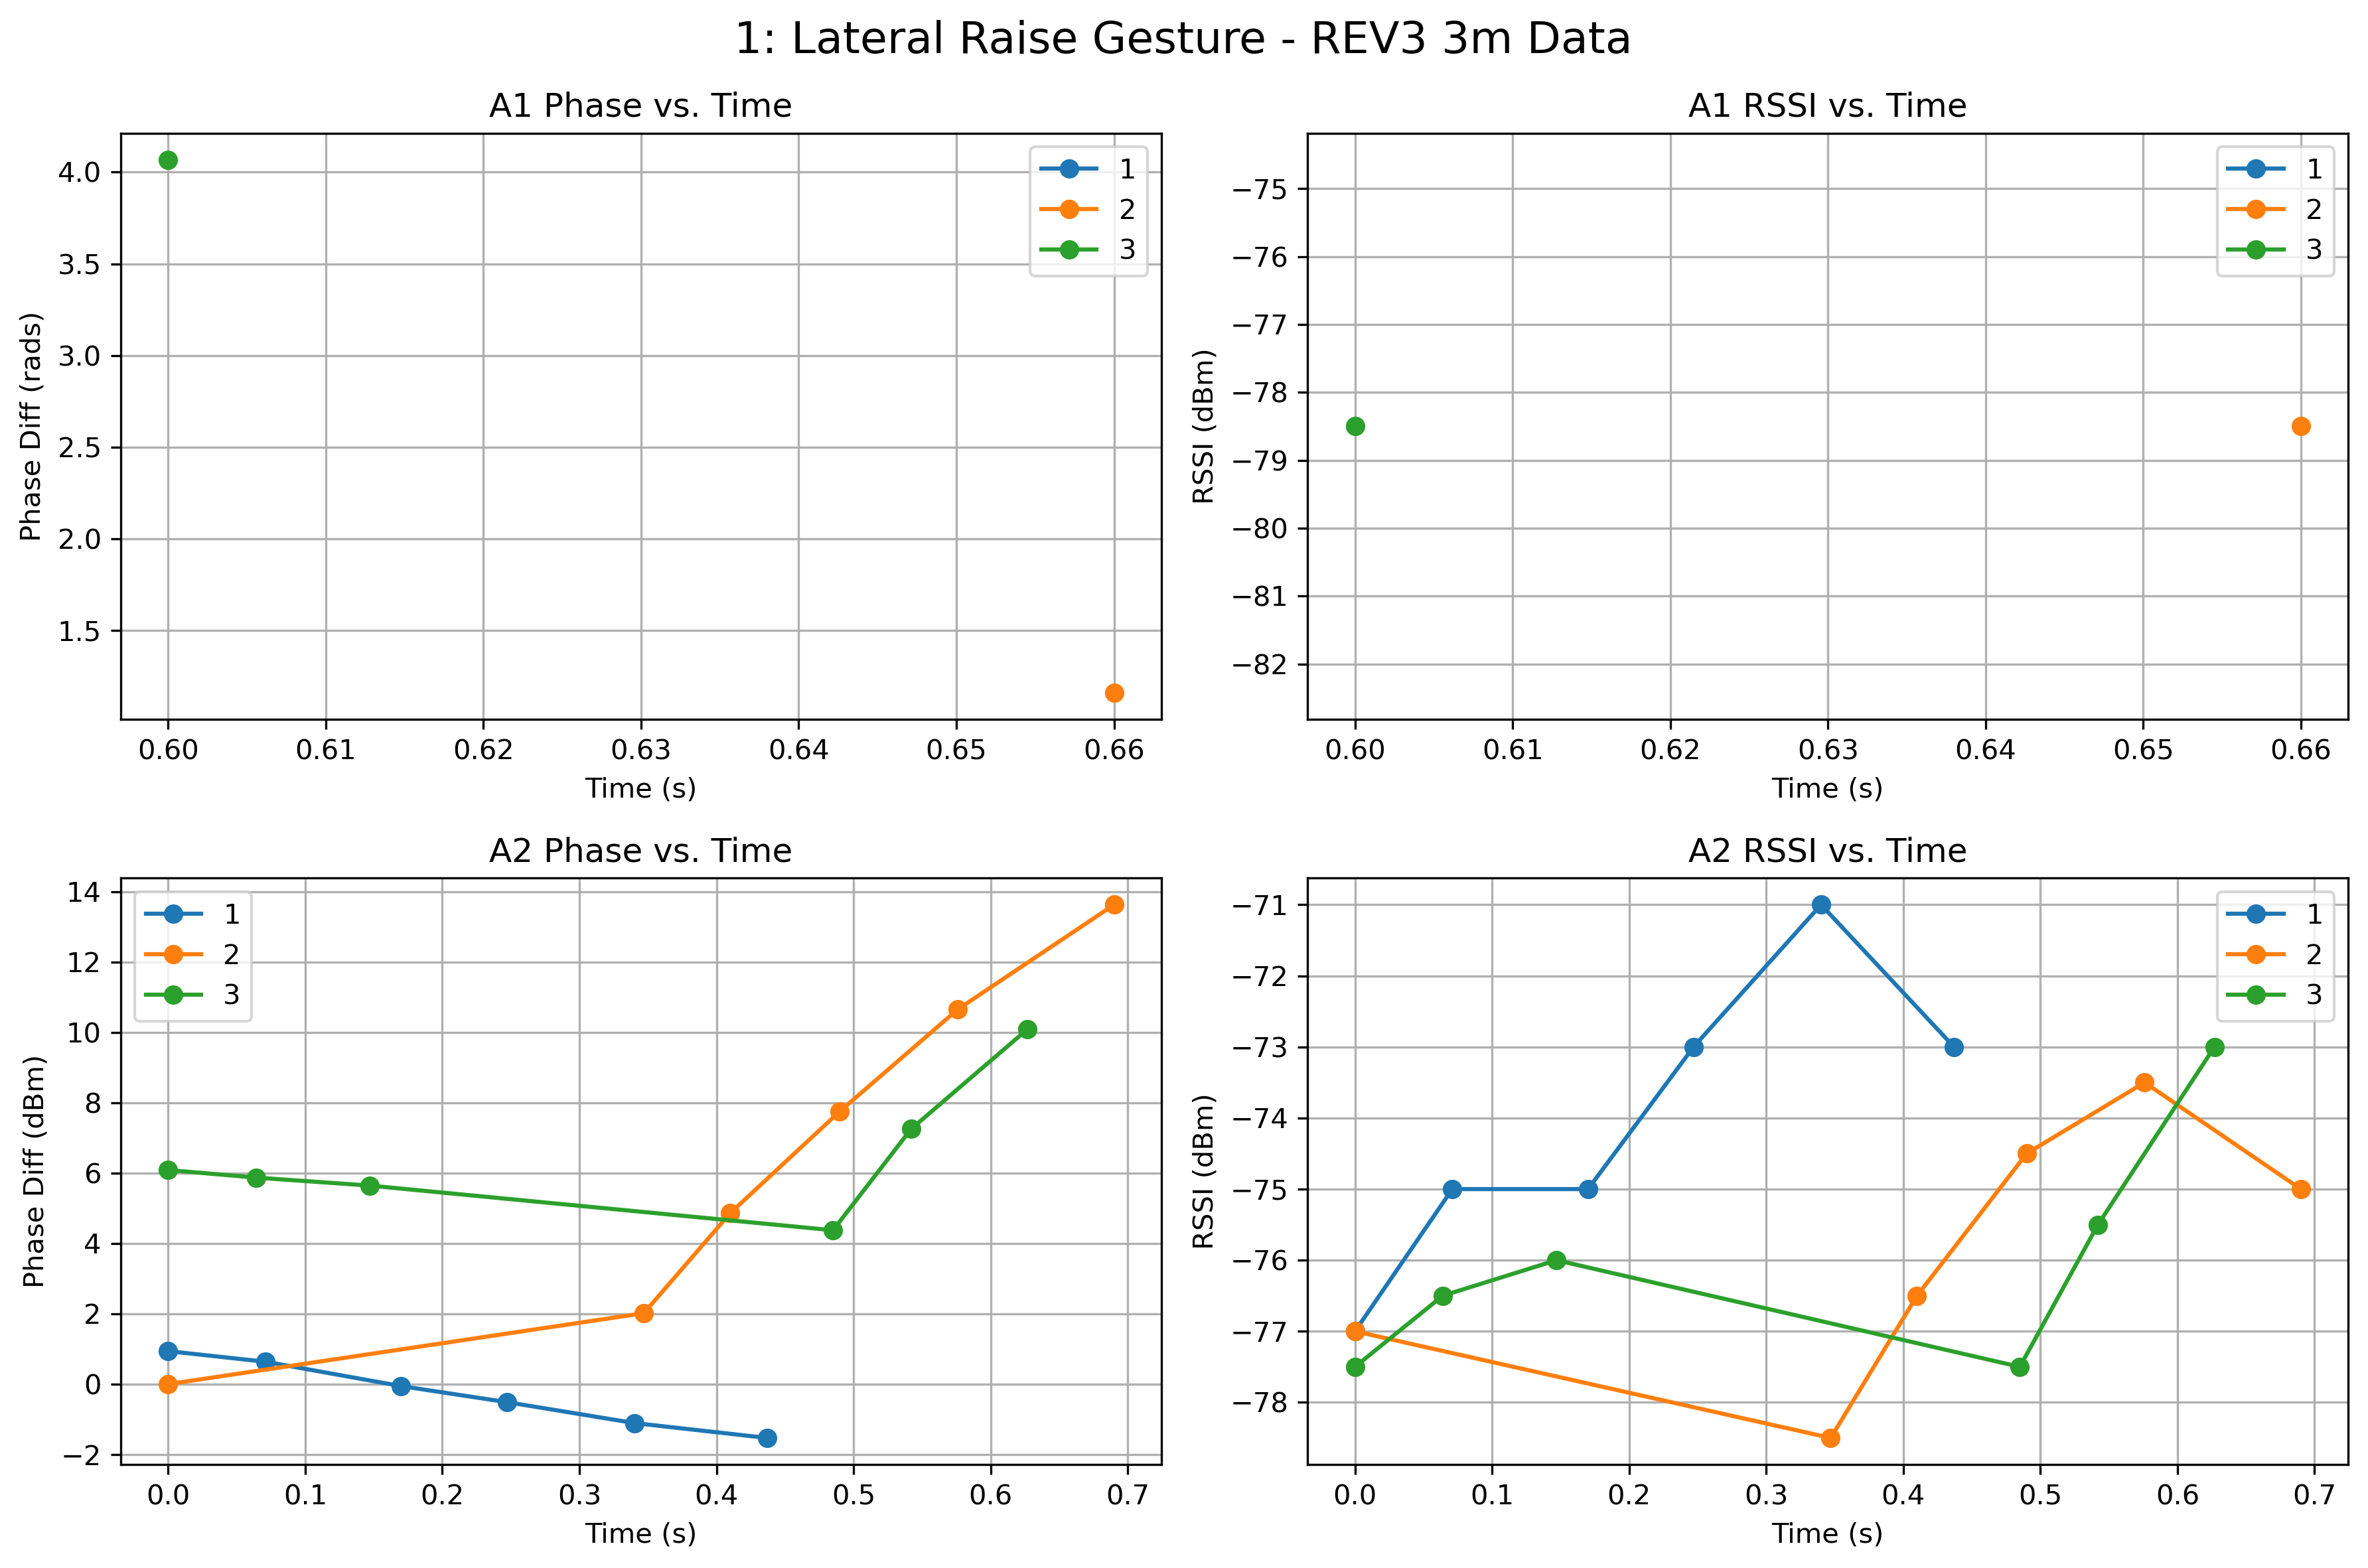 1: Lateral Raise Gesture - REV3 3m Data
A1 Phase vs. Time
Phase Diff (rads)
4.0
3.5
3.0
2.5
2.0
1.5
1
2
3
0.60 0.61 0.62 0.63 0.64 0.65 0.66
Time (s)
A1 RSSI vs. Time
RSSI (dBm)
−75
−76
−77
−78
−79
−80
−81
−82
1
2
3
0.60 0.61 0.62 0.63 0.64 0.65 0.66
Time (s)
A2 Phase vs. Time
Phase Diff (dBm)
14
12
10
8
6
4
2
0
−2
1
2
3
0.0 0.1 0.2 0.3 0.4 0.5 0.6 0.7
Time (s)
A2 RSSI vs. Time
RSSI (dBm)
−71
−72
−73
−74
−75
−76
−77
−78
1
2
3
0.0 0.1 0.2 0.3 0.4 0.5 0.6 0.7
Time (s)